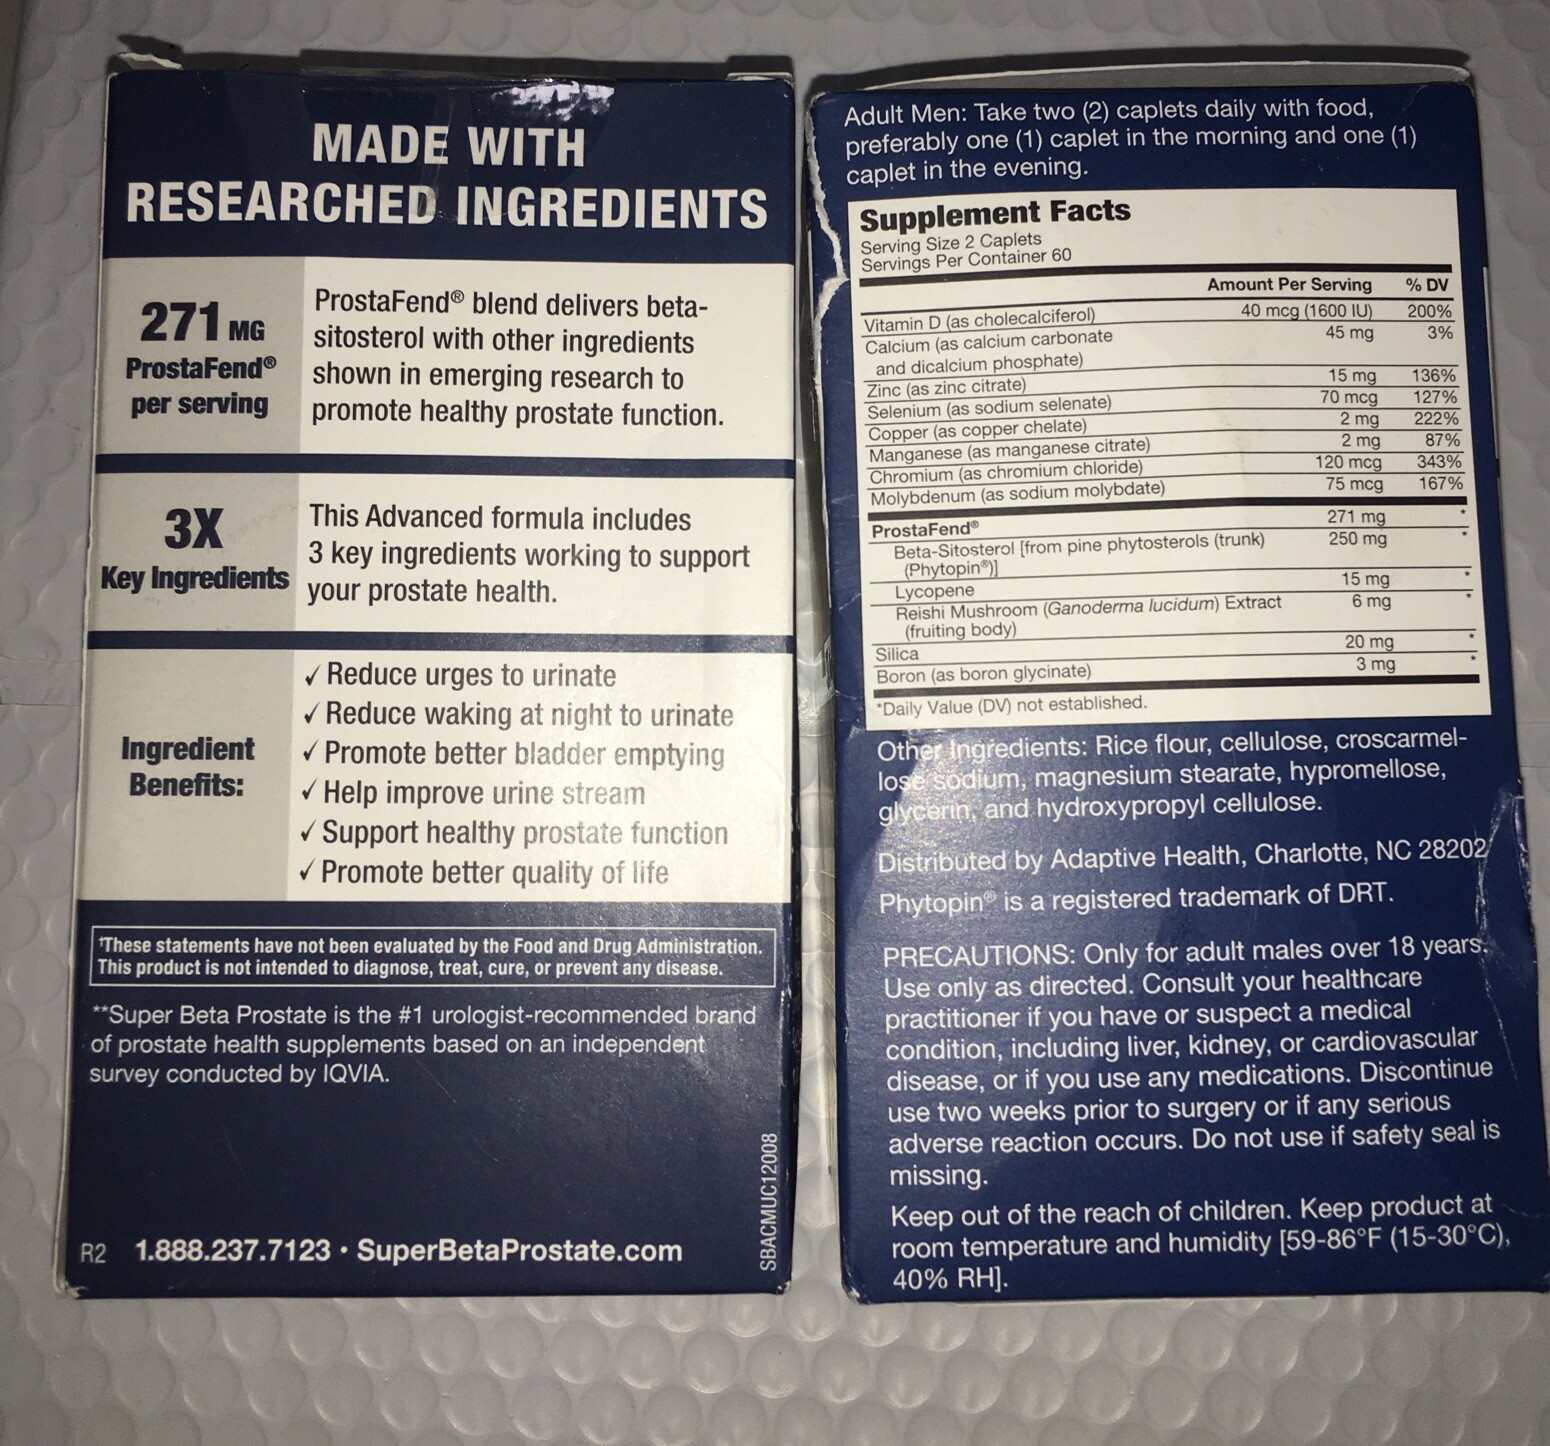 MADE WITH
RESEARCHED INGREDIENTS
271 MG
ProstaFend®
per serving
ProstaFend® blend delivers beta-
sitosterol with other ingredients
shown in emerging research to
promote healthy prostate function.
3X
Key Ingredients
This Advanced formula includes
3 key ingredients working to support
your prostate health.
Ingredient
Benefits:
✓ Reduce urges to urinate
✓ Reduce waking at night to urinate
✓ Promote better bladder emptying
✓ Help improve urine stream
✓ Support healthy prostate function
✓ Promote better quality of life
†These statements have not been evaluated by the Food and Drug Administration.
This product is not intended to diagnose, treat, cure, or prevent any disease.
**Super Beta Prostate is the #1 urologist-recommended brand
of prostate health supplements based on an independent
survey conducted by IQVIA.
R2 1.888.237.7123 • SuperBetaProstate.com
SBACMUC12008
Adult Men: Take two (2) caplets daily with food,
preferably one (1) caplet in the morning and one (1)
caplet in the evening.
Supplement Facts
Serving Size 2 Caplets
Servings Per Container 60
Amount Per Serving % DV
Vitamin D (as cholecalciferol) 40 mcg (1600 IU) 200%
Calcium (as calcium carbonate 45 mg 3%
and dicalcium phosphate)
Zinc (as zinc citrate) 15 mg 136%
Selenium (as sodium selenate) 70 mcg 127%
Copper (as copper chelate) 2 mg 222%
Manganese (as manganese citrate) 2 mg 87%
Chromium (as chromium chloride) 120 mcg 343%
Molybdenum (as sodium molybdate) 75 mcg 167%
ProstaFend® 271 mg *
Beta-Sitosterol [from pine phytosterols (trunk) 250 mg *
(Phytopin®)]
Lycopene 15 mg *
Reishi Mushroom (Ganoderma lucidum) Extract 6 mg *
(fruiting body)
Silica 20 mg *
Boron (as boron glycinate) 3 mg *
*Daily Value (DV) not established.
Other Ingredients: Rice flour, cellulose, croscarmel-
lose sodium, magnesium stearate, hypromellose,
glycerin, and hydroxypropyl cellulose.
Distributed by Adaptive Health, Charlotte, NC 28202
Phytopin® is a registered trademark of DRT.
PRECAUTIONS: Only for adult males over 18 years.
Use only as directed. Consult your healthcare
practitioner if you have or suspect a medical
condition, including liver, kidney, or cardiovascular
disease, or if you use any medications. Discontinue
use two weeks prior to surgery or if any serious
adverse reaction occurs. Do not use if safety seal is
missing.
Keep out of the reach of children. Keep product at
room temperature and humidity [59-86°F (15-30°C),
40% RH].